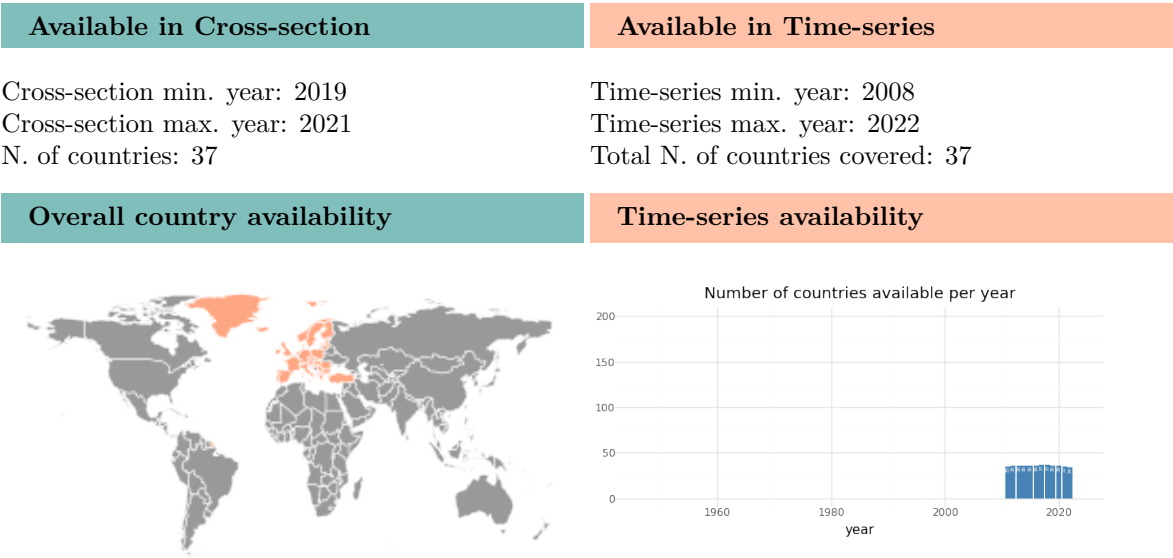 Available in Cross-section
Available in Time-series
Cross-section min. year: 2019
Cross-section max. year: 2021
N. of countries: 37
Time-series min. year: 2008
Time-series max. year: 2022
Total N. of countries covered: 37
Overall country availability
Time-series availability
Number of countries available per year
200
150
100
50
0
1960
1980
2000
2020
year